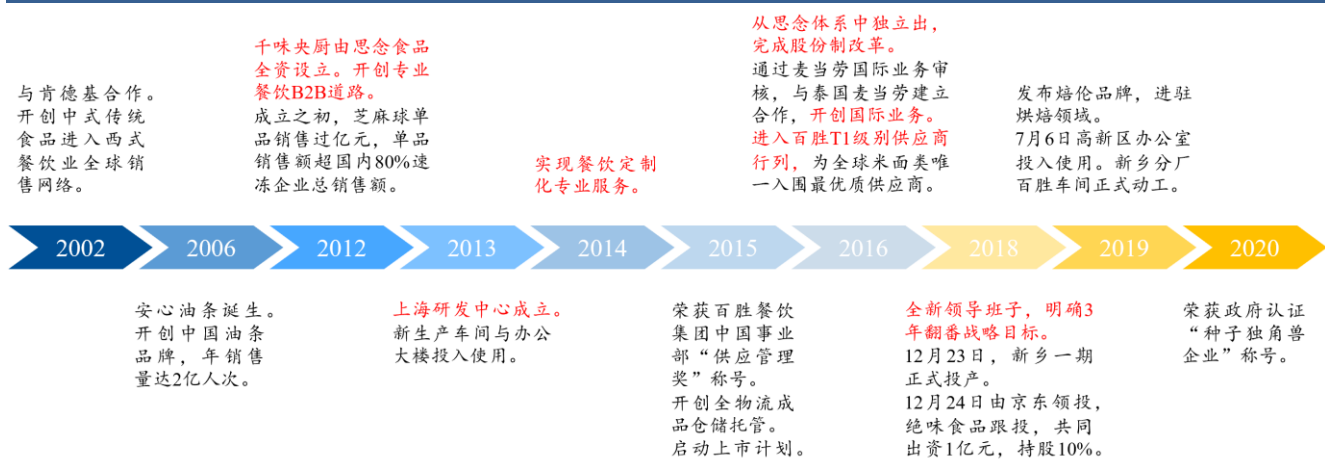 与肯德基合作。
开创中式传统
食品进入西式
餐饮业全球销
售网络。
千味央厨由思念食品
全资设立。开创专业
餐饮B2B道路。
成立之初，芝麻球单
品销售过亿元，单品
销售额超国内80%速
冻企业总销售额。
实现餐饮定制
化专业服务。
从思念体系中独立出，
完成股份制改革。
通过麦当劳国际业务审
核，与泰国麦当劳建立
合作，开创国际业务。
进入百胜T1级别供应商
行列，为全球米面类唯
一入围最优质供应商。
发布焙伦品牌，进驻
烘焙领域。
7月6日高新区办公室
投入使用。新乡分厂
百胜车间正式动工。
2002 2006 2012 2013 2014 2015 2016 2018 2019 2020
安心油条诞生。
开创中国油条
品牌，年销售
量达2亿人次。
上海研发中心成立。
新生产车间与办公
大楼投入使用。
荣获百胜餐饮
集团中国事业
部“供应管理
奖”称号。
开创全物流成
品仓储托管。
启动上市计划。
全新领导班子，明确3
年翻番战略目标。
12月23日，新乡一期
正式投产。
12月24日由京东领投，
绝味食品跟投，共同
出资1亿元，持股10%。
荣获政府认证
“种子独角兽
企业”称号。